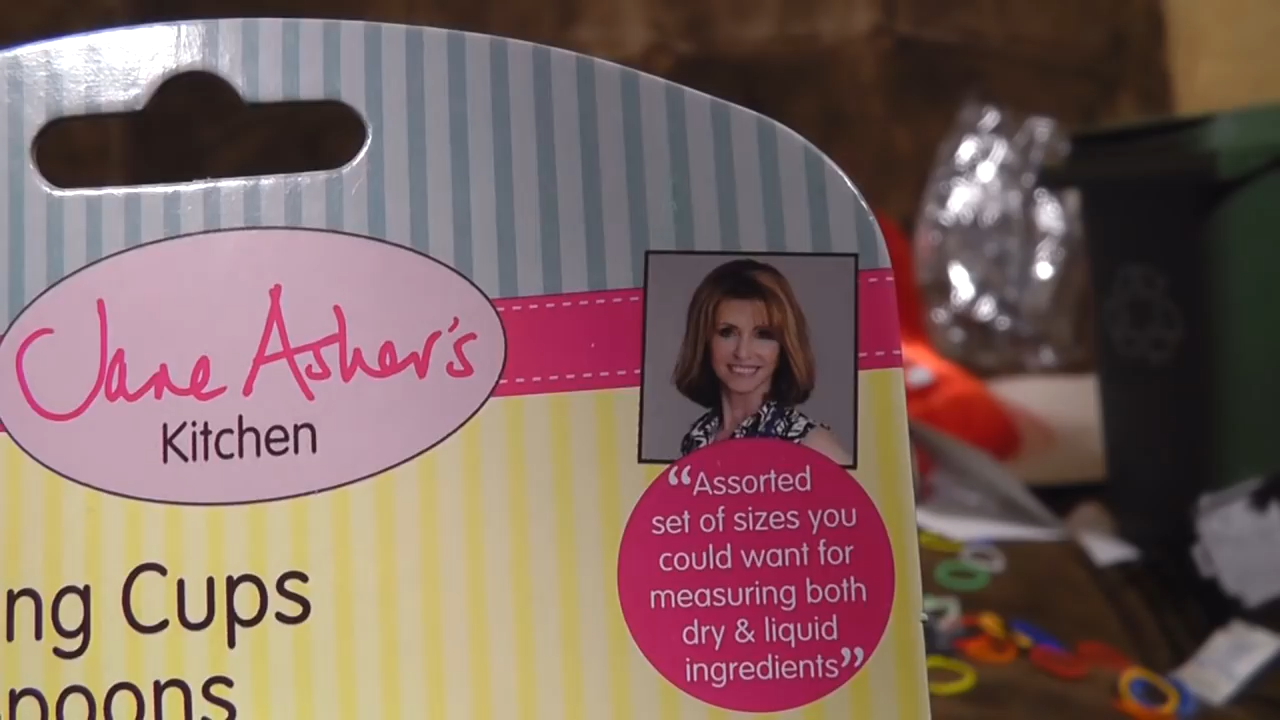 Jane Asher's
Kitchen
ng Cups
poons
“Assorted
set of sizes you
could want for
measuring both
dry & liquid
ingredients”